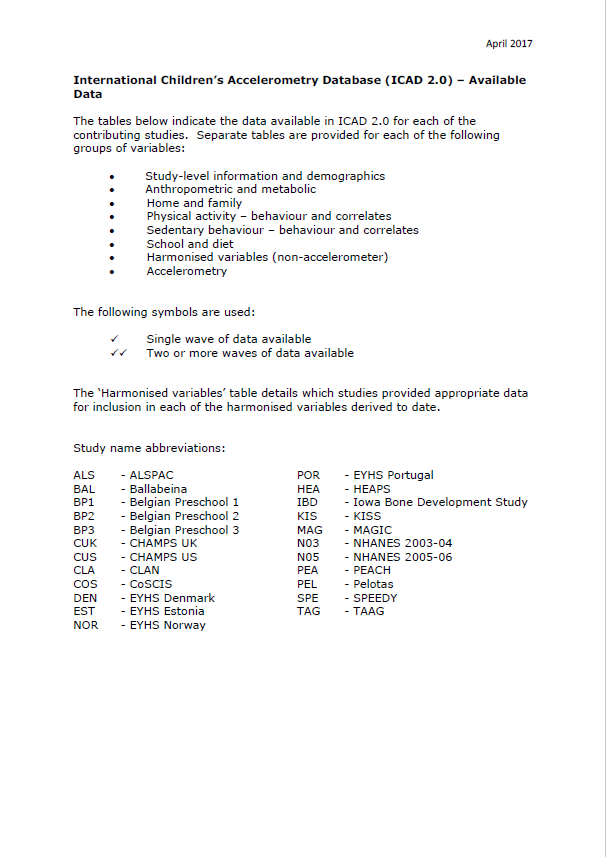 April 2017
International Children's Accelerometry Database (ICAD 2.0) – Available
Data
The tables below indicate the data available in ICAD 2.0 for each of the
contributing studies.  Separate tables are provided for each of the following
groups of variables:
• Study-level information and demographics
• Anthropometric and metabolic
• Home and family
• Physical activity – behaviour and correlates
• Sedentary behaviour – behaviour and correlates
• School and diet
• Harmonised variables (non-accelerometer)
• Accelerometry
The following symbols are used:
✓ Single wave of data available
✓✓ Two or more waves of data available
The 'Harmonised variables' table details which studies provided appropriate data
for inclusion in each of the harmonised variables derived to date.
Study name abbreviations:
ALS - ALSPAC
BAL - Ballabeina
BP1 - Belgian Preschool 1
BP2 - Belgian Preschool 2
BP3 - Belgian Preschool 3
CUK - CHAMPS UK
CUS - CHAMPS US
CLA - CLAN
COS - CoSCIS
DEN - EYHS Denmark
EST - EYHS Estonia
NOR - EYHS Norway
POR - EYHS Portugal
HEA - HEAPS
IBD - Iowa Bone Development Study
KIS - KISS
MAG - MAGIC
N03 - NHANES 2003-04
N05 - NHANES 2005-06
PEA - PEACH
PEL - Pelotas
SPE - SPEEDY
TAG - TAAG